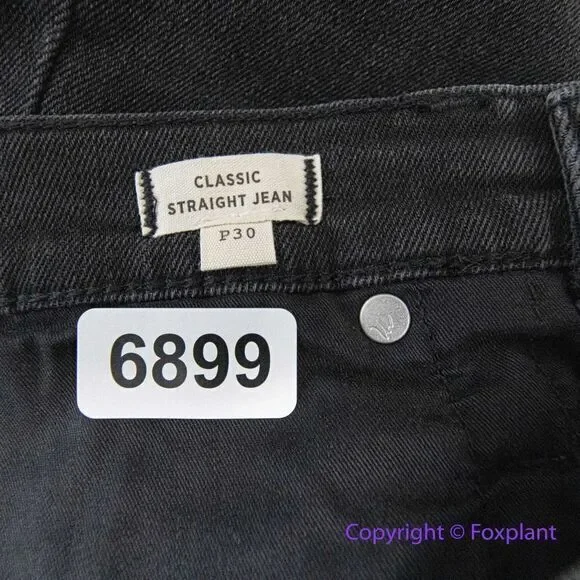 CLASSIC
STRAIGHT JEAN
P30
6899
Copyright © Foxplant